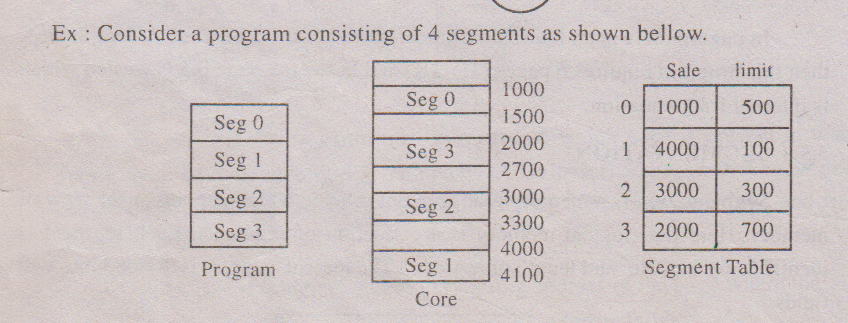 Ex : Consider a program consisting of 4 segments as shown bellow.
Seg 0
Seg 1
Seg 2
Seg 3
Program
Seg 0
Seg 3
Seg 2
Seg 1
1000
1500
2000
2700
3000
3300
4000
4100
Core
Sale limit
0 1000 500
1 4000 100
2 3000 300
3 2000 700
Segment Table